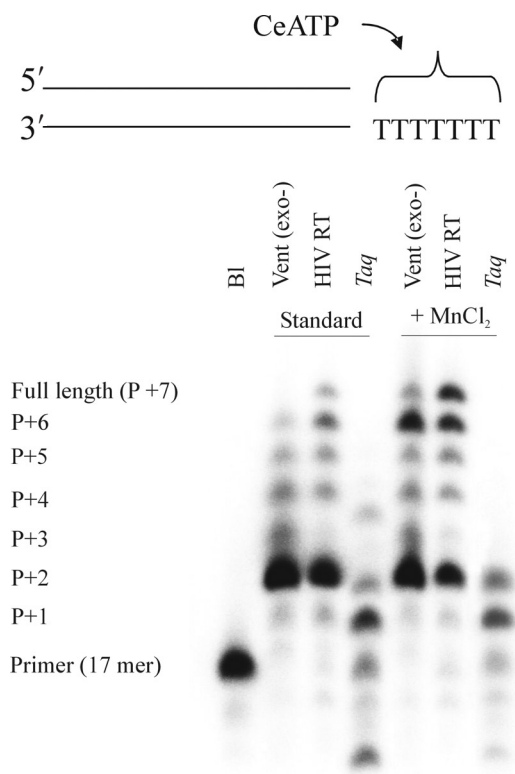 CeATP
5′
3′ TTTTTTT
Bl
Vent (exo-)
HIV RT
Taq
Vent (exo-)
HIV RT
Taq
Standard
+ MnCl₂
Full length (P +7)
P+6
P+5
P+4
P+3
P+2
P+1
Primer (17 mer)